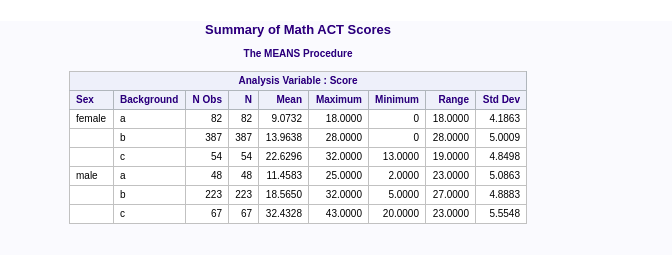 Summary of Math ACT Scores
The MEANS Procedure
Analysis Variable : Score
Sex Background N Obs N Mean Maximum Minimum Range Std Dev
female a 82 82 9.0732 18.0000 0 18.0000 4.1863
b 387 387 13.9638 28.0000 0 28.0000 5.0009
c 54 54 22.6296 32.0000 13.0000 19.0000 4.8498
male a 48 48 11.4583 25.0000 2.0000 23.0000 5.0863
b 223 223 18.5650 32.0000 5.0000 27.0000 4.8883
c 67 67 32.4328 43.0000 20.0000 23.0000 5.5548